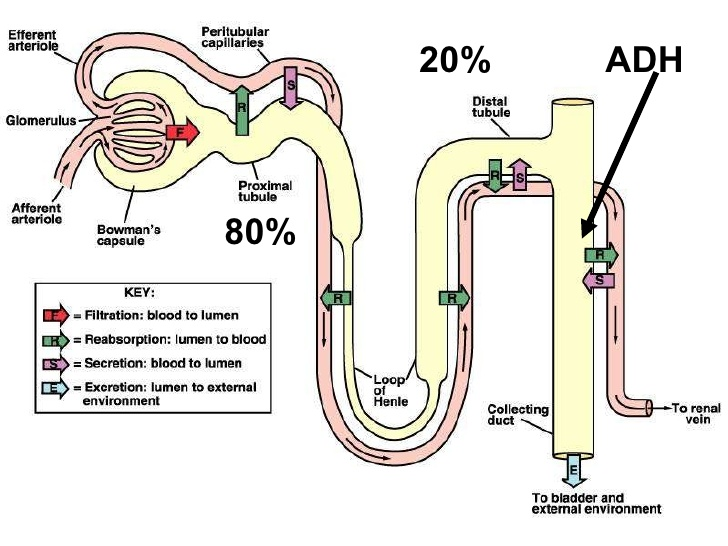 Efferent
arteriole
Peritubular
capillaries
20%
ADH
S
R
Distal
tubule
Glomerulus
F
Proximal
tubule
R
S
Afferent
arteriole
Bowman's
capsule
80%
R
S
KEY:
F = Filtration: blood to lumen
R = Reabsorption: lumen to blood
S = Secretion: blood to lumen
E = Excretion: lumen to external
environment
R
R
Loop
of
Henle
Collecting
duct
To renal
vein
E
To bladder and
external environment